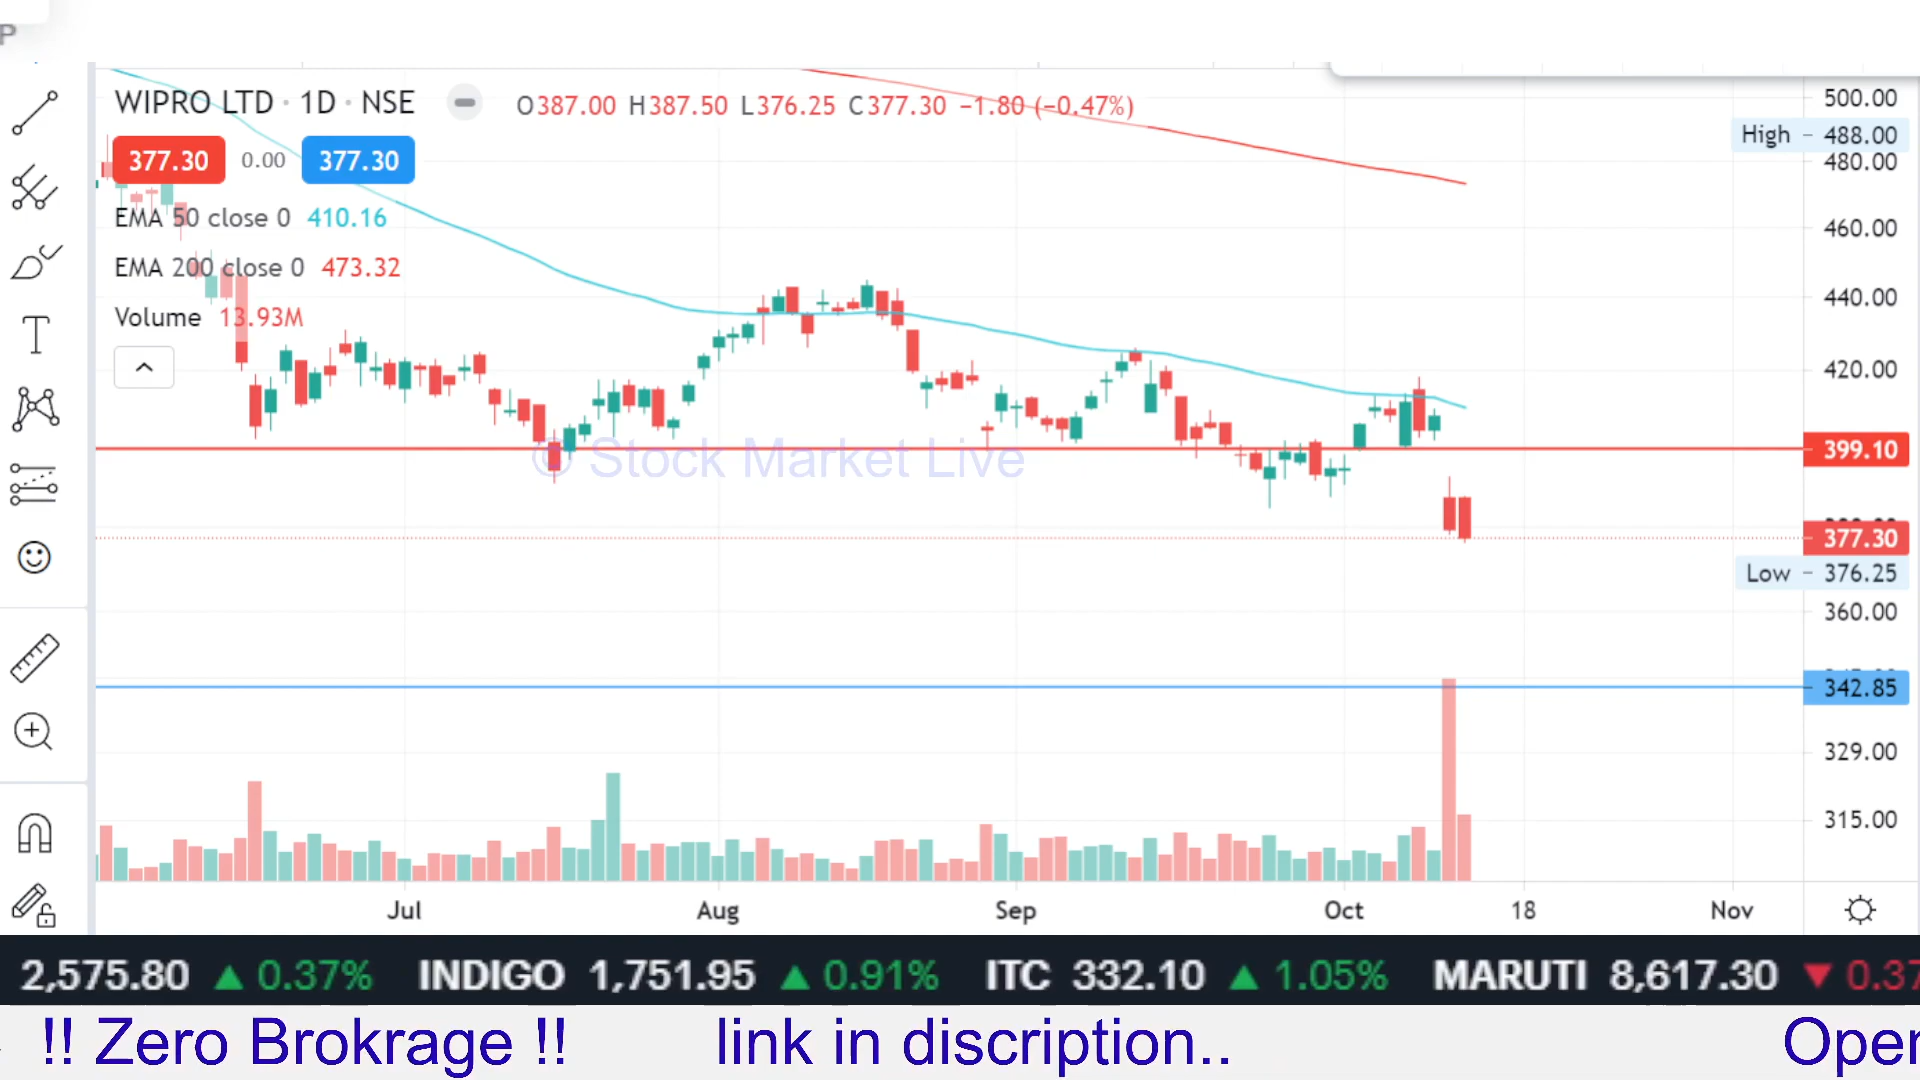 P
WIPRO LTD · 1D · NSE O387.00 H387.50 L376.25 C377.30 −1.80 (−0.47%)
377.30 0.00 377.30
EMA 50 close 0 410.16
EMA 200 close 0 473.32
Volume 13.93M
500.00
High 488.00
480.00
460.00
440.00
420.00
399.10
377.30
Low 376.25
360.00
342.85
329.00
315.00
© Stock Market Live
Jul Aug Sep Oct 18 Nov
2,575.80 ▲ 0.37% INDIGO 1,751.95 ▲ 0.91% ITC 332.10 ▲ 1.05% MARUTI 8,617.30 ▼ 0.37
!! Zero Brokrage !! link in discription.. Open